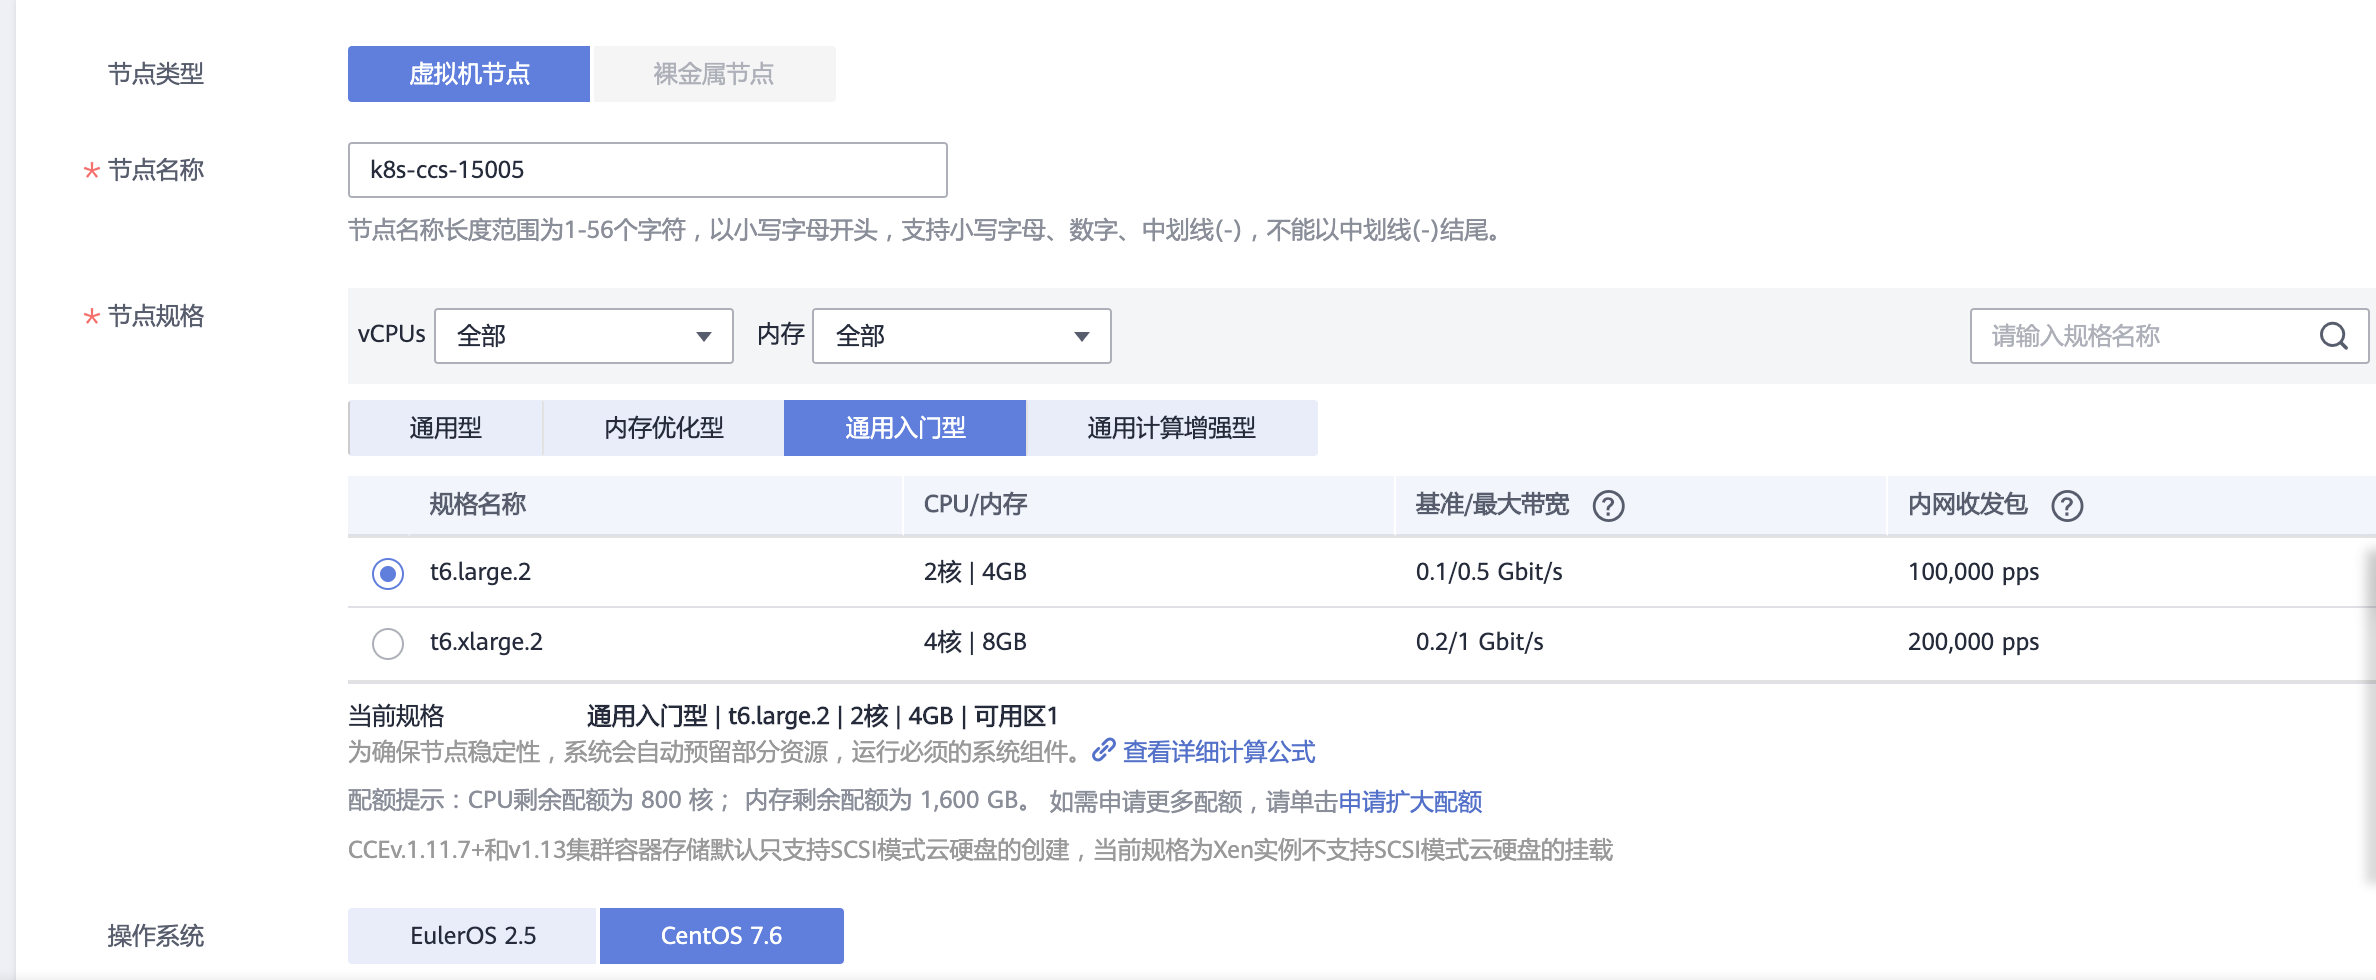 节点类型 虚拟机节点 裸金属节点
* 节点名称 k8s-ccs-15005
节点名称长度范围为1-56个字符，以小写字母开头，支持小写字母、数字、中划线(-)，不能以中划线(-)结尾。
* 节点规格 vCPUs 全部 内存 全部 请输入规格名称
通用型 内存优化型 通用入门型 通用计算增强型
规格名称 CPU/内存 基准/最大带宽 ? 内网收发包 ?
t6.large.2 2核 | 4GB 0.1/0.5 Gbit/s 100,000 pps
t6.xlarge.2 4核 | 8GB 0.2/1 Gbit/s 200,000 pps
当前规格 通用入门型 | t6.large.2 | 2核 | 4GB | 可用区1
为确保节点稳定性，系统会自动预留部分资源，运行必须的系统组件。查看详细计算公式
配额提示：CPU剩余配额为 800 核； 内存剩余配额为 1,600 GB。 如需申请更多配额，请单击申请扩大配额
CCEv.1.11.7+和v1.13集群容器存储默认只支持SCSI模式云硬盘的创建，当前规格为Xen实例不支持SCSI模式云硬盘的挂载
操作系统 EulerOS 2.5 CentOS 7.6